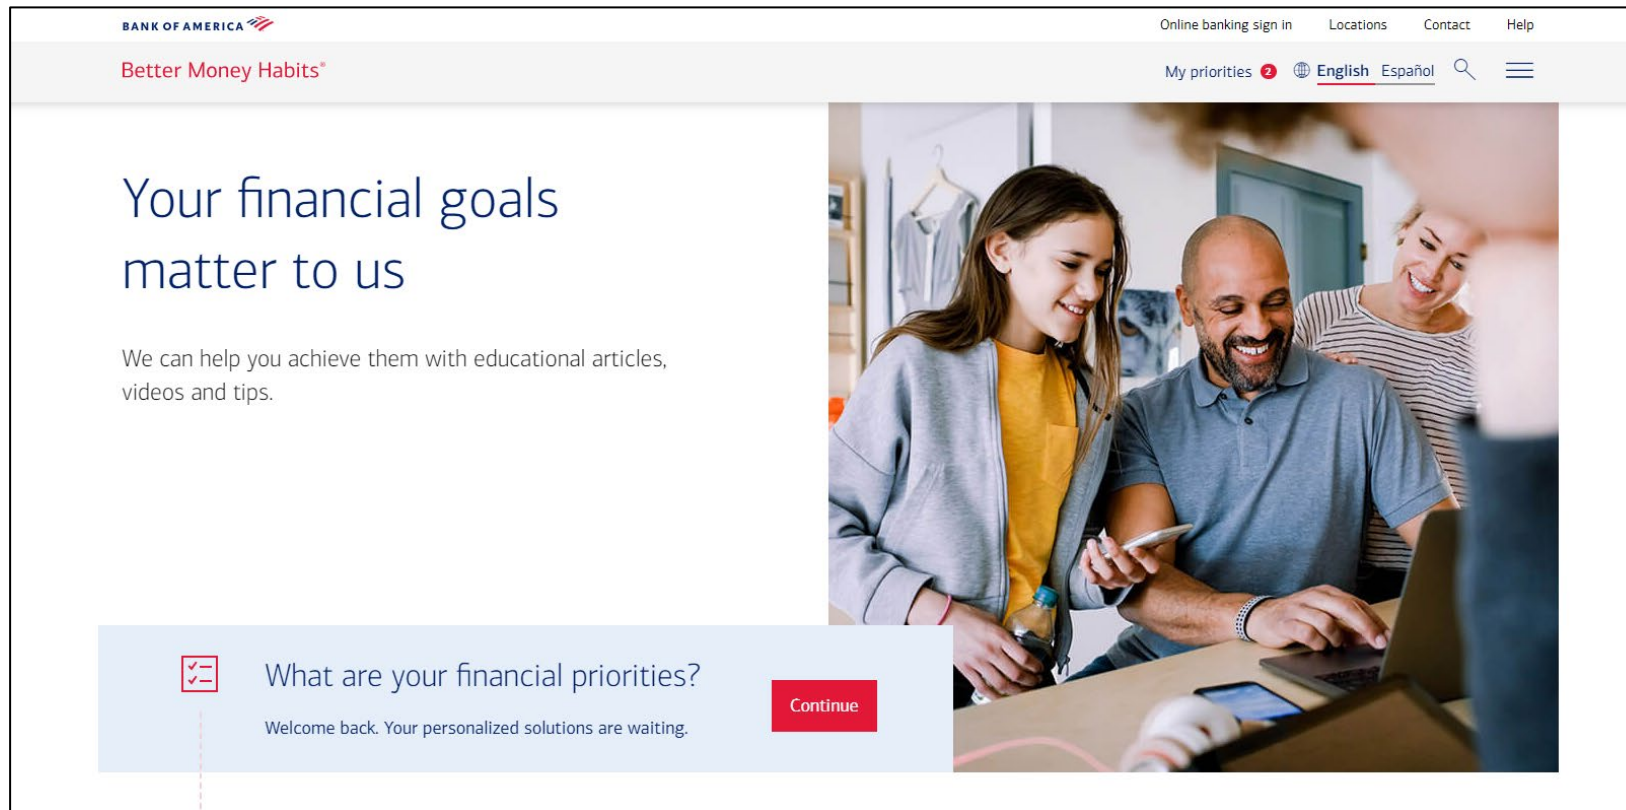 BANK OF AMERICA
Online banking sign in Locations Contact Help
Better Money Habits®
My priorities 2 English Español
Your financial goals
matter to us
We can help you achieve them with educational articles,
videos and tips.
What are your financial priorities?
Welcome back. Your personalized solutions are waiting.
Continue